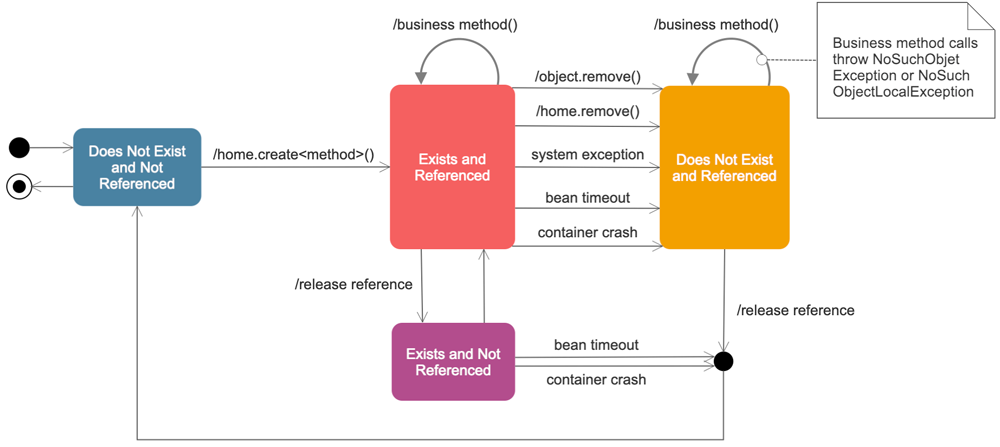 /business method()
/business method()
Business method calls
throw NoSuchObjet
Exception or NoSuch
ObjectLocalException
/object.remove()
/home.remove()
Does Not Exist
and Not
Referenced
/home.create<method>()
Exists and
Referenced
system exception
Does Not Exist
and Referenced
bean timeout
container crash
/release reference
/release reference
Exists and Not
Referenced
bean timeout
container crash